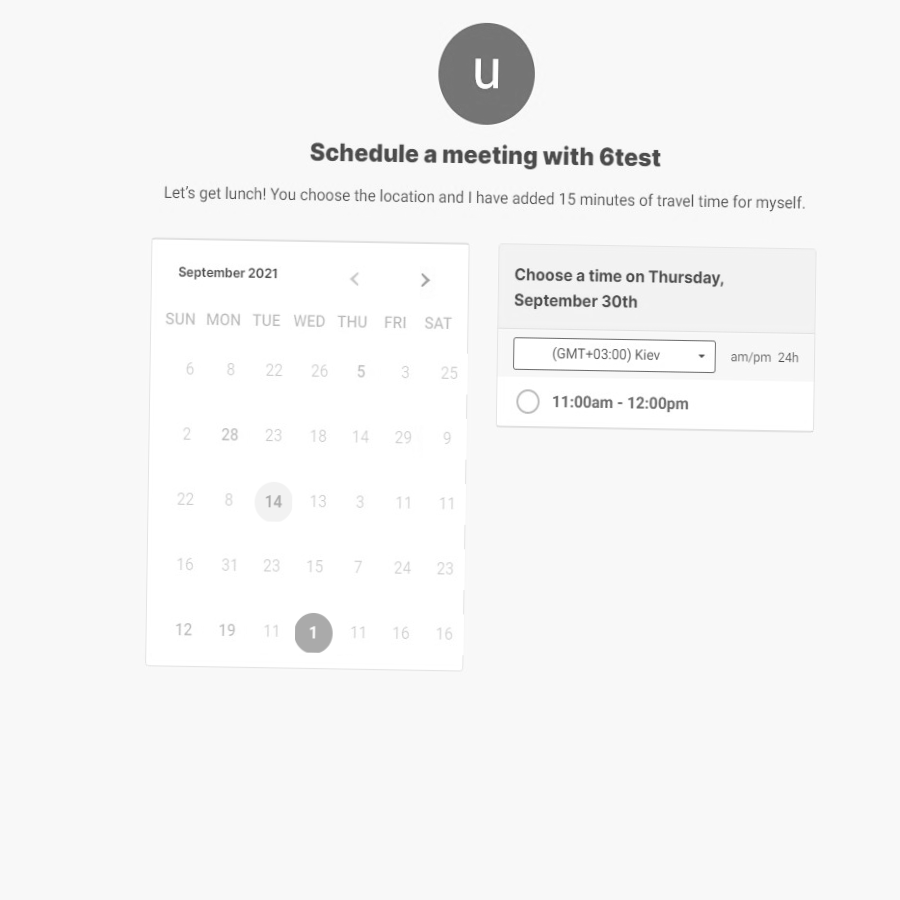 u
Schedule a meeting with 6test
Let's get lunch! You choose the location and I have added 15 minutes of travel time for myself.
September 2021
SUN MON TUE WED THU FRI SAT
6 8 22 26 5 3 25
2 28 23 18 14 29 9
22 8 14 13 3 11 11
16 31 23 15 7 24 23
12 19 11 1 11 16 16
Choose a time on Thursday,
September 30th
(GMT+03:00) Kiev am/pm 24h
11:00am - 12:00pm